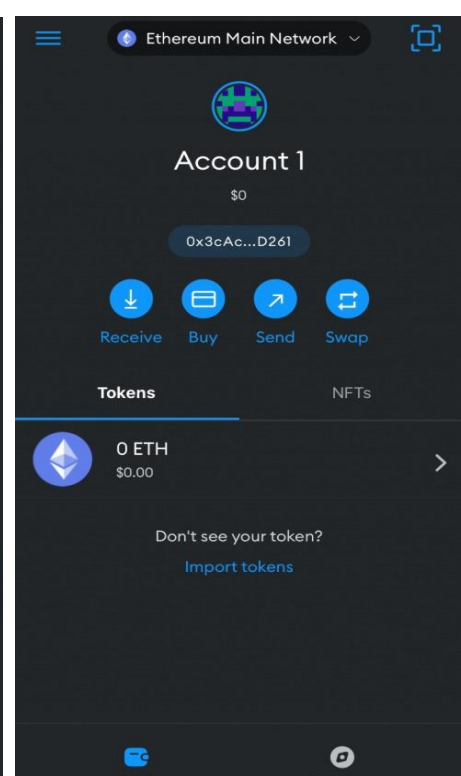 Ethereum Main Network
Account 1
$0
0x3cAc...D261
Receive Buy Send Swap
Tokens NFTs
0 ETH
$0.00
Don't see your token?
Import tokens